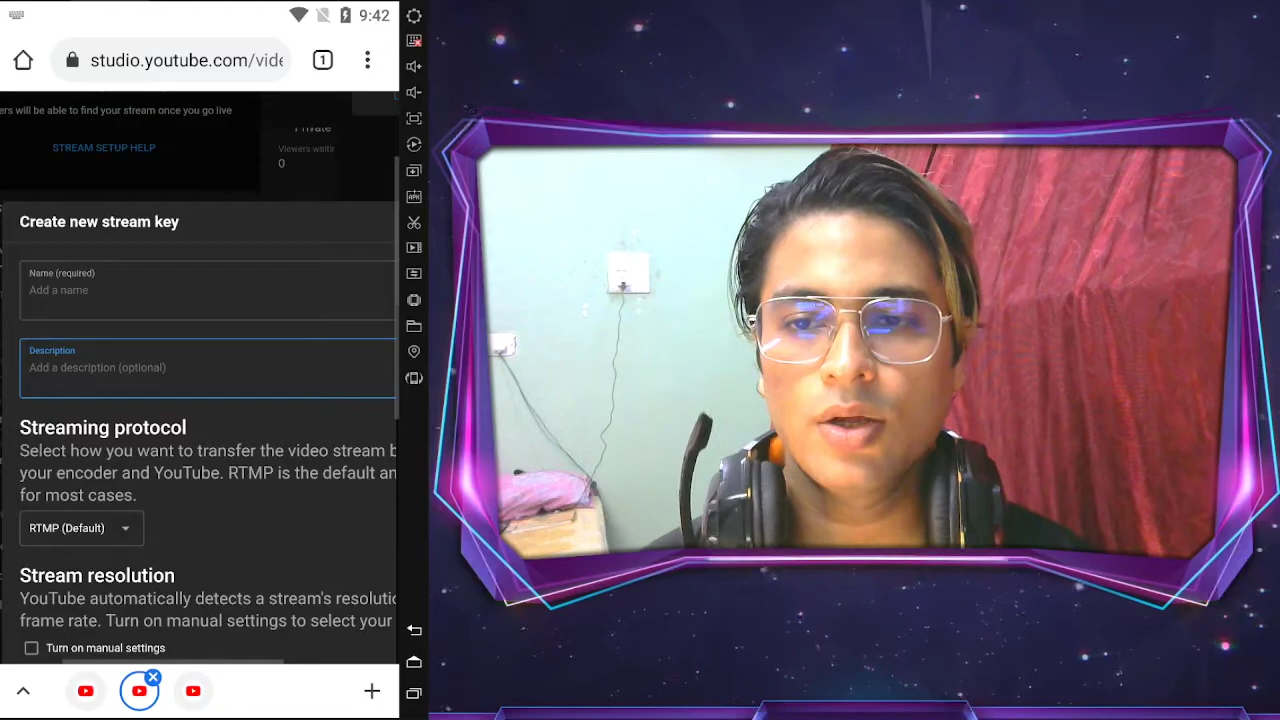 9:42
studio.youtube.com/vide
1
ers will be able to find your stream once you go live
STREAM SETUP HELP
Private
Viewers waitir
0
Create new stream key
Name (required)
Add a name
Description
Add a description (optional)
Streaming protocol
Select how you want to transfer the video stream b
your encoder and YouTube. RTMP is the default an
for most cases.
RTMP (Default)
Stream resolution
YouTube automatically detects a stream's resolutio
frame rate. Turn on manual settings to select your
Turn on manual settings
APK